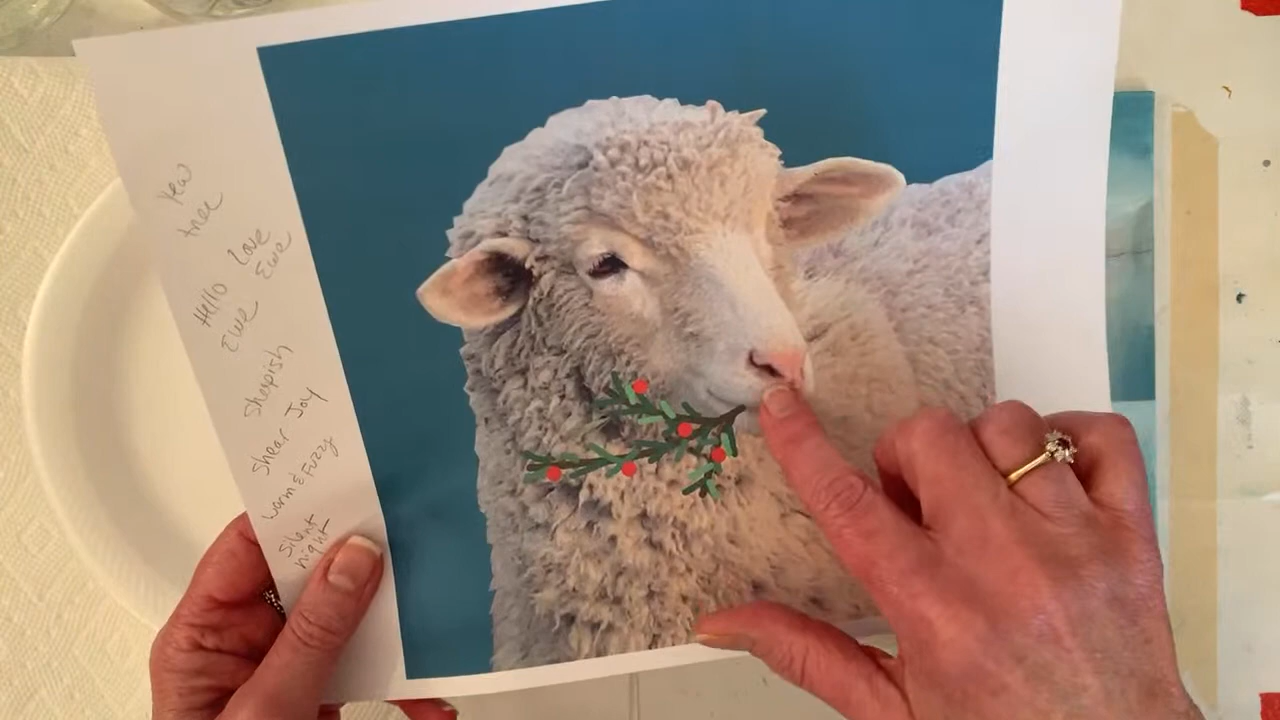 Yew
tree
Hello Love
Ewe Ewe
Sheepish
Shear Joy
Warm & Fuzzy
Silent
night